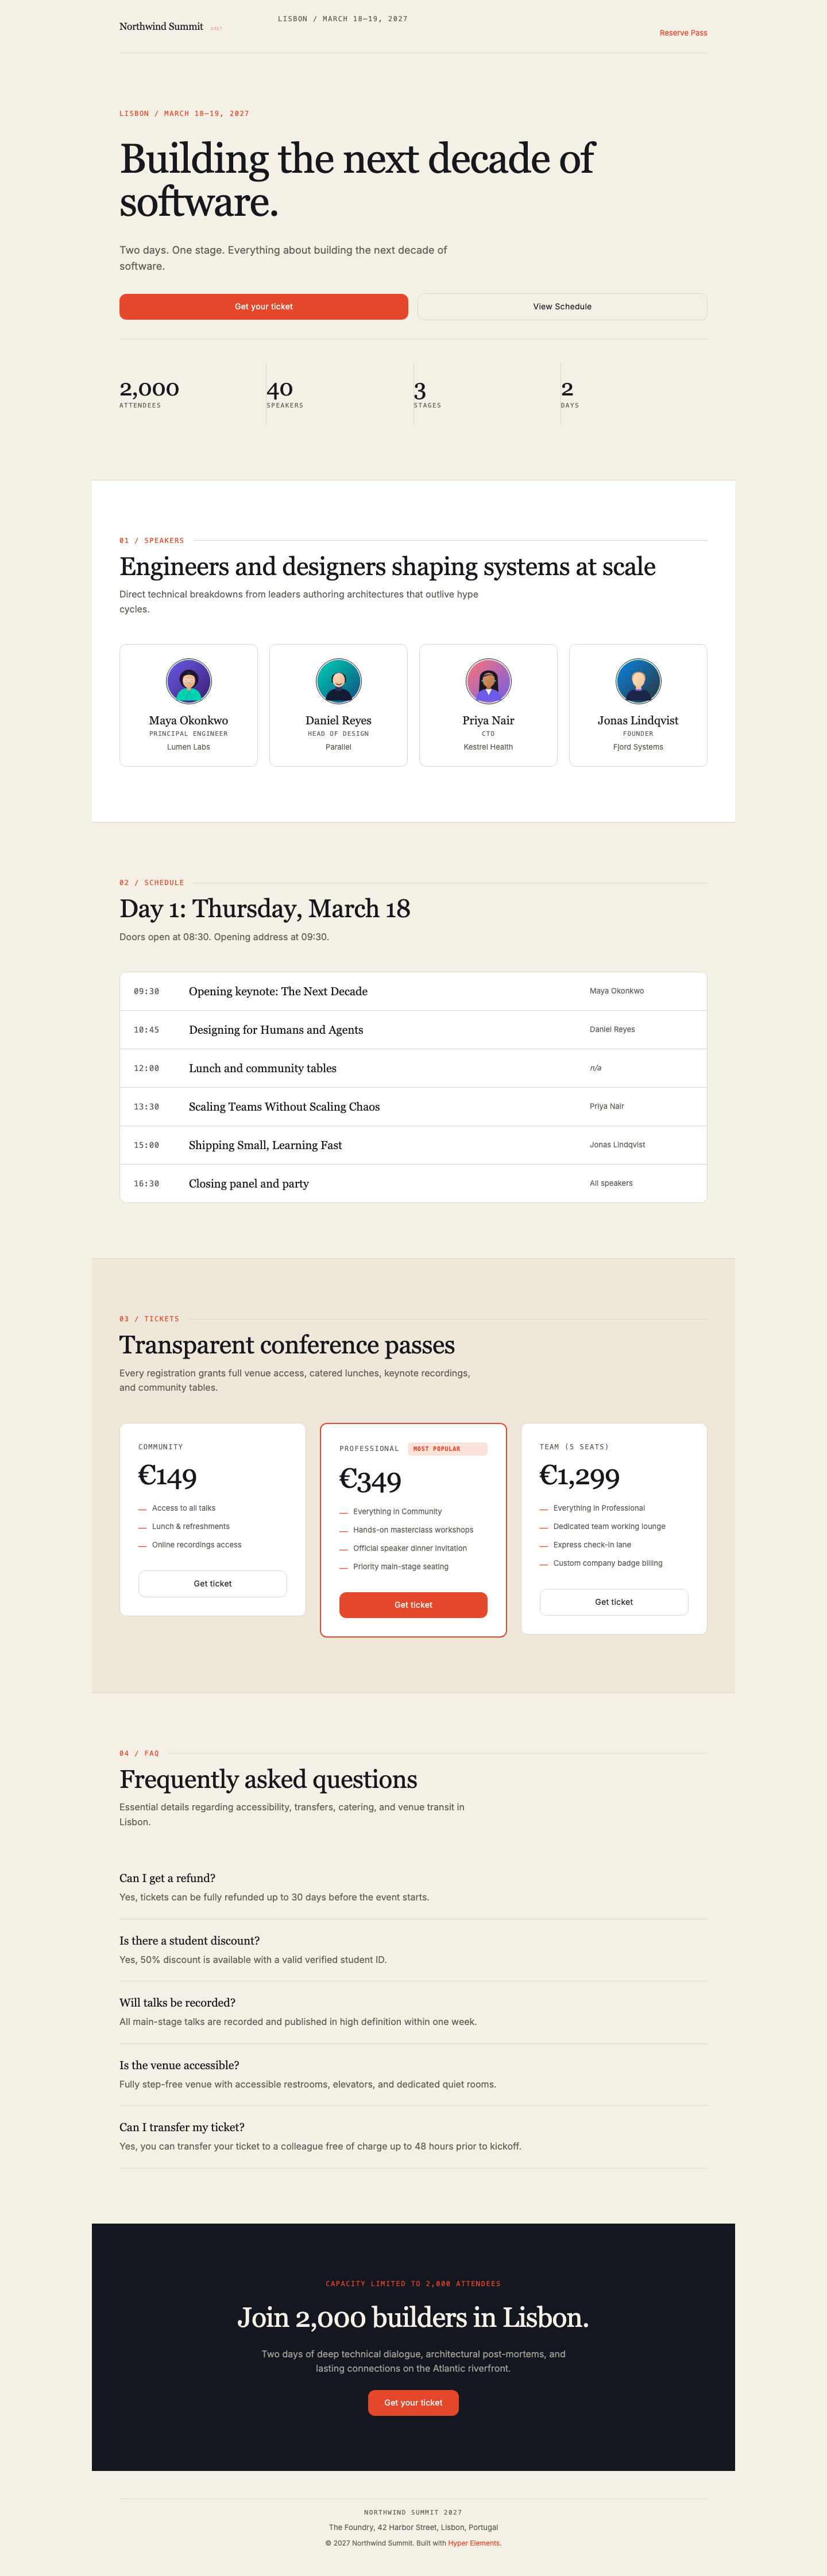 Northwind Summit 2027
LISBON / MARCH 18–19, 2027
Reserve Pass
LISBON / MARCH 18–19, 2027
Building the next decade of
software.
Two days. One stage. Everything about building the next decade of
software.
Get your ticket
View Schedule
2,000
ATTENDEES
40
SPEAKERS
3
STAGES
2
DAYS
01 / SPEAKERS
Engineers and designers shaping systems at scale
Direct technical breakdowns from leaders authoring architectures that outlive hype
cycles.
Maya Okonkwo
PRINCIPAL ENGINEER
Lumen Labs
Daniel Reyes
HEAD OF DESIGN
Parallel
Priya Nair
CTO
Kestrel Health
Jonas Lindqvist
FOUNDER
Fjord Systems
02 / SCHEDULE
Day 1: Thursday, March 18
Doors open at 08:30. Opening address at 09:30.
09:30 Opening keynote: The Next Decade Maya Okonkwo
10:45 Designing for Humans and Agents Daniel Reyes
12:00 Lunch and community tables n/a
13:30 Scaling Teams Without Scaling Chaos Priya Nair
15:00 Shipping Small, Learning Fast Jonas Lindqvist
16:30 Closing panel and party All speakers
03 / TICKETS
Transparent conference passes
Every registration grants full venue access, catered lunches, keynote recordings,
and community tables.
COMMUNITY
€149
— Access to all talks
— Lunch & refreshments
— Online recordings access
Get ticket
PROFESSIONAL MOST POPULAR
€349
— Everything in Community
— Hands-on masterclass workshops
— Official speaker dinner invitation
— Priority main-stage seating
Get ticket
TEAM (5 SEATS)
€1,299
— Everything in Professional
— Dedicated team working lounge
— Express check-in lane
— Custom company badge billing
Get ticket
04 / FAQ
Frequently asked questions
Essential details regarding accessibility, transfers, catering, and venue transit in
Lisbon.
Can I get a refund?
Yes, tickets can be fully refunded up to 30 days before the event starts.
Is there a student discount?
Yes, 50% discount is available with a valid verified student ID.
Will talks be recorded?
All main-stage talks are recorded and published in high definition within one week.
Is the venue accessible?
Fully step-free venue with accessible restrooms, elevators, and dedicated quiet rooms.
Can I transfer my ticket?
Yes, you can transfer your ticket to a colleague free of charge up to 48 hours prior to kickoff.
CAPACITY LIMITED TO 2,000 ATTENDEES
Join 2,000 builders in Lisbon.
Two days of deep technical dialogue, architectural post-mortems, and
lasting connections on the Atlantic riverfront.
Get your ticket
NORTHWIND SUMMIT 2027
The Foundry, 42 Harbor Street, Lisbon, Portugal
© 2027 Northwind Summit. Built with Hyper Elements.